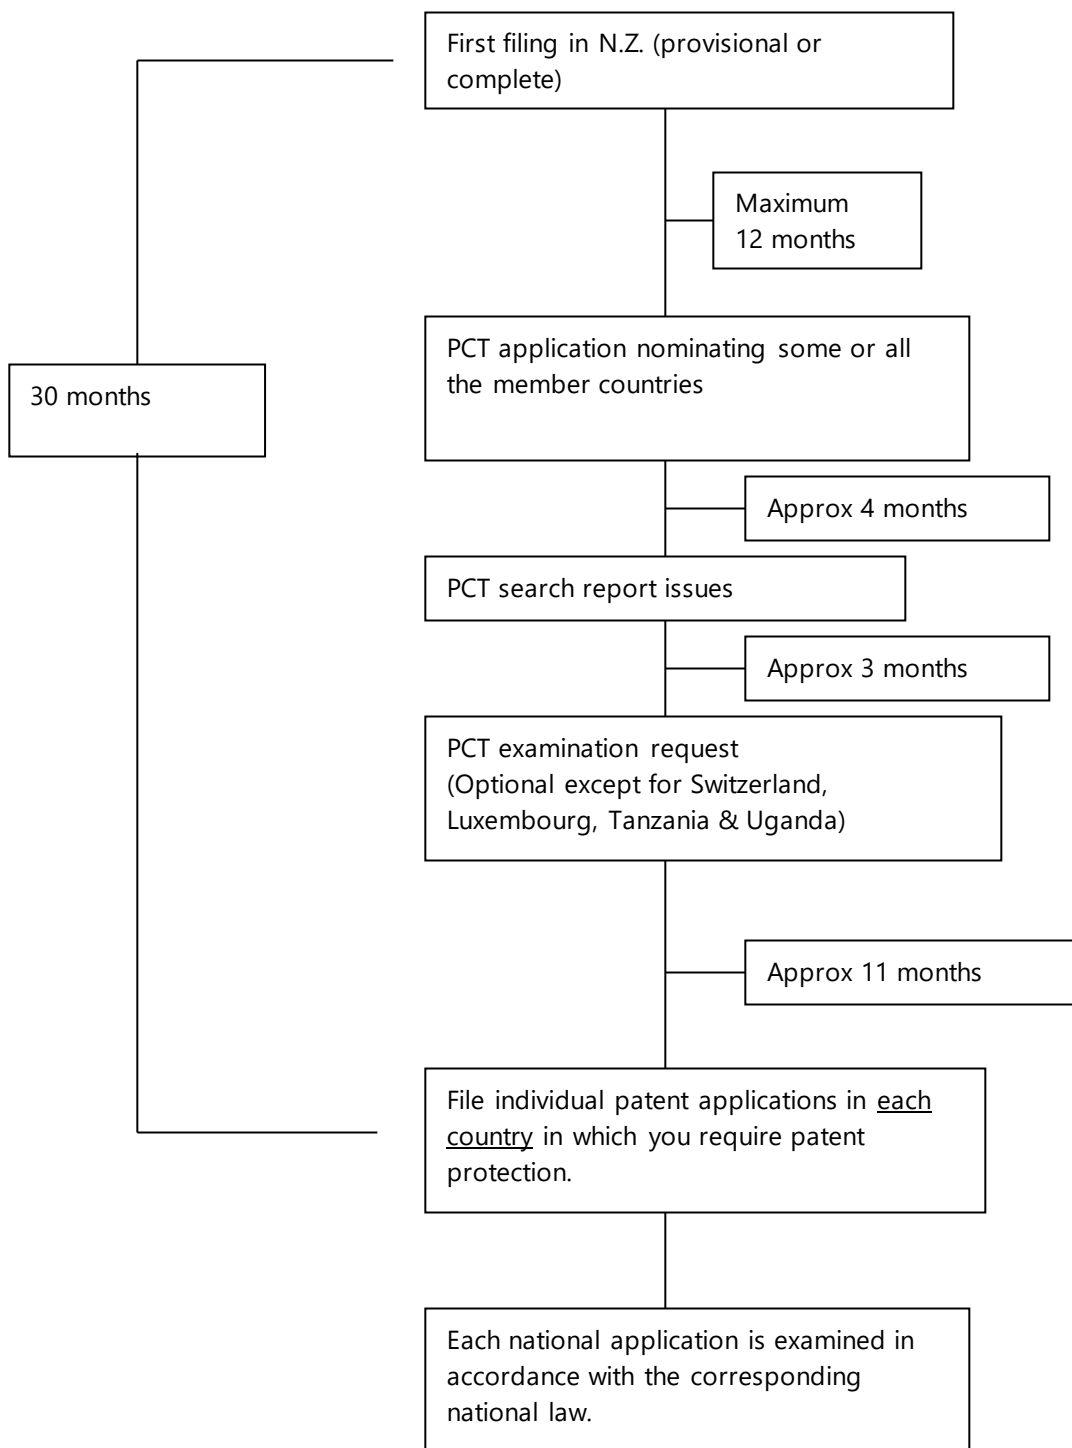 First filing in N.Z. (provisional or
complete)
Maximum
12 months
PCT application nominating some or all
the member countries
30 months
Approx 4 months
PCT search report issues
Approx 3 months
PCT examination request
(Optional except for Switzerland,
Luxembourg, Tanzania & Uganda)
Approx 11 months
File individual patent applications in each
country in which you require patent
protection.
Each national application is examined in
accordance with the corresponding
national law.